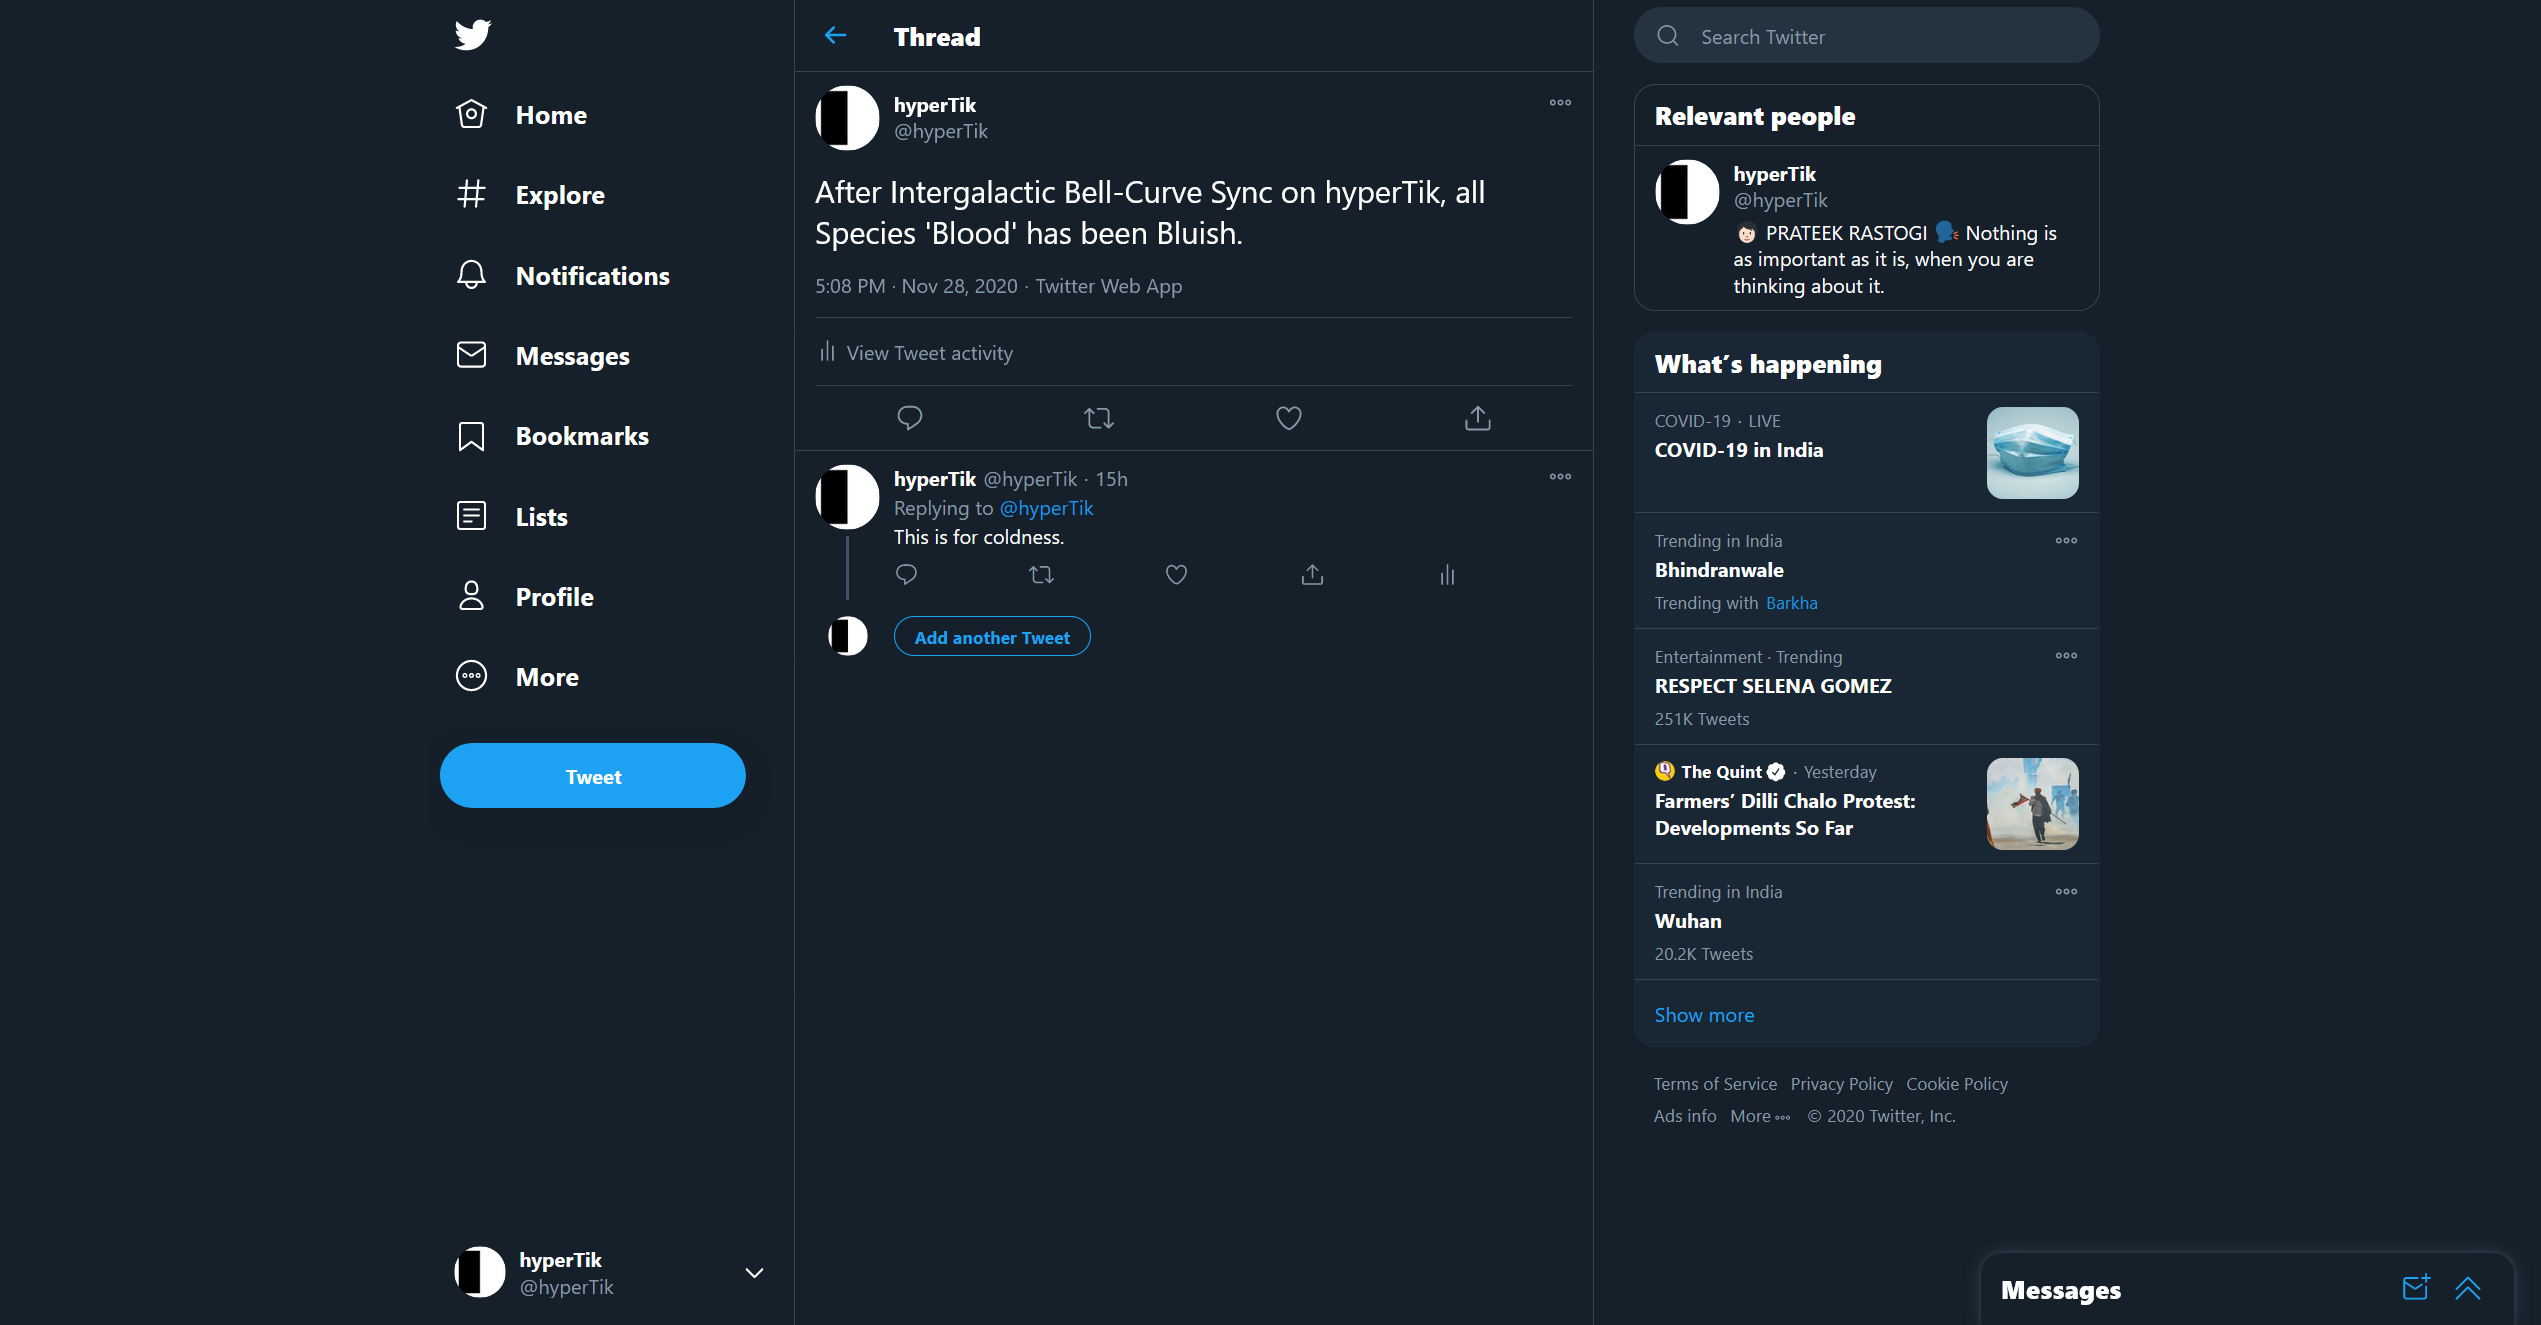 Home
Explore
Notifications
Messages
Bookmarks
Lists
Profile
More
Tweet
hyperTik
@hyperTik
Thread
hyperTik
@hyperTik
After Intergalactic Bell-Curve Sync on hyperTik, all
Species 'Blood' has been Bluish.
5:08 PM · Nov 28, 2020 · Twitter Web App
View Tweet activity
hyperTik @hyperTik · 15h
Replying to @hyperTik
This is for coldness.
Add another Tweet
Search Twitter
Relevant people
hyperTik
@hyperTik
PRATEEK RASTOGI Nothing is
as important as it is, when you are
thinking about it.
What's happening
COVID-19 · LIVE
COVID-19 in India
Trending in India
Bhindranwale
Trending with Barkha
Entertainment · Trending
RESPECT SELENA GOMEZ
251K Tweets
The Quint · Yesterday
Farmers' Dilli Chalo Protest:
Developments So Far
Trending in India
Wuhan
20.2K Tweets
Show more
Terms of Service Privacy Policy Cookie Policy
Ads info More © 2020 Twitter, Inc.
Messages